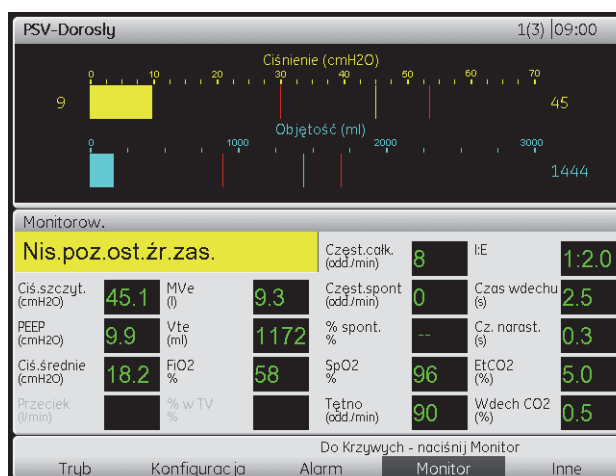 PSV-Dorosly 1(3) |09:00
Ciśnienie (cmH2O)
0 10 20 30 40 50 60 70
9 45
Objętość (ml)
0 1000 2000 3000
1444
Monitorow.
Nis.poz.ost.źr.zas.
Częst.całk. (odd./min) 8 I:E 1:2.0
Ciś.szczyt. (cmH2O) 45.1 MVe (l) 9.3 Częst.spont (odd./min) 0 Czas wdechu (s) 2.5
PEEP (cmH2O) 9.9 Vte (ml) 1172 % spont. % -- Cz. narast. (s) 0.3
Ciś.średnie (cmH2O) 18.2 FiO2 % 58 SpO2 % 96 EtCO2 (%) 5.0
Przeciek (l/min) % w TV % Tętno (odd./min) 90 Wdech CO2 (%) 0.5
Do Krzywych - naciśnij Monitor
Tryb Konfiguracja Alarm Monitor Inne